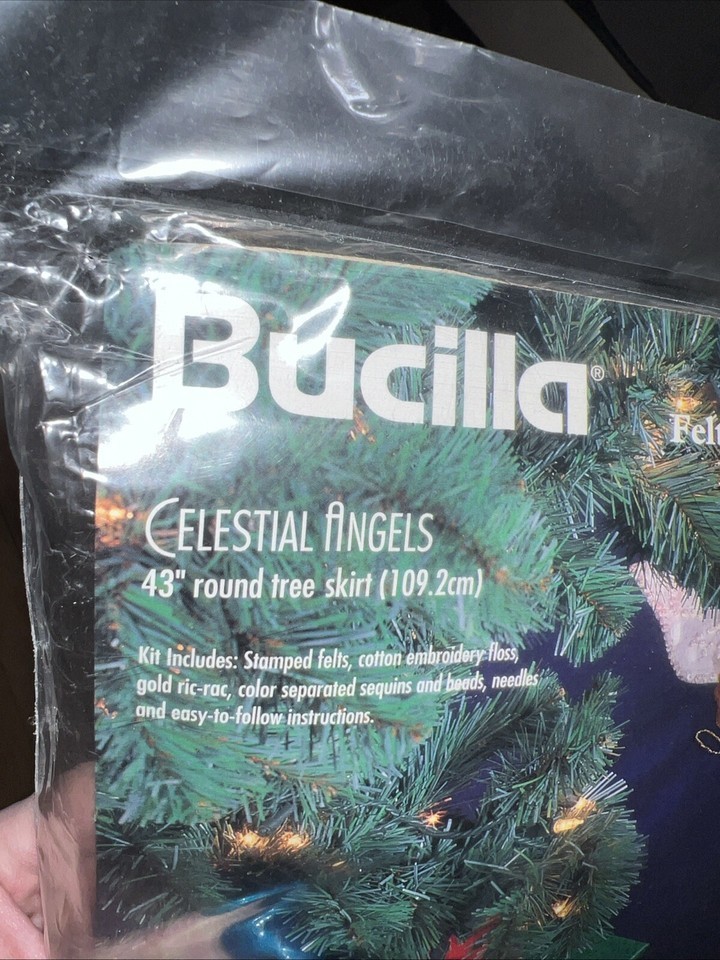 Bucilla®
Felt
CELESTIAL ANGELS
43" round tree skirt (109.2cm)
Kit Includes: Stamped felts, cotton embroidery floss,
gold ric-rac, color separated sequins and beads, needles
and easy-to-follow instructions.